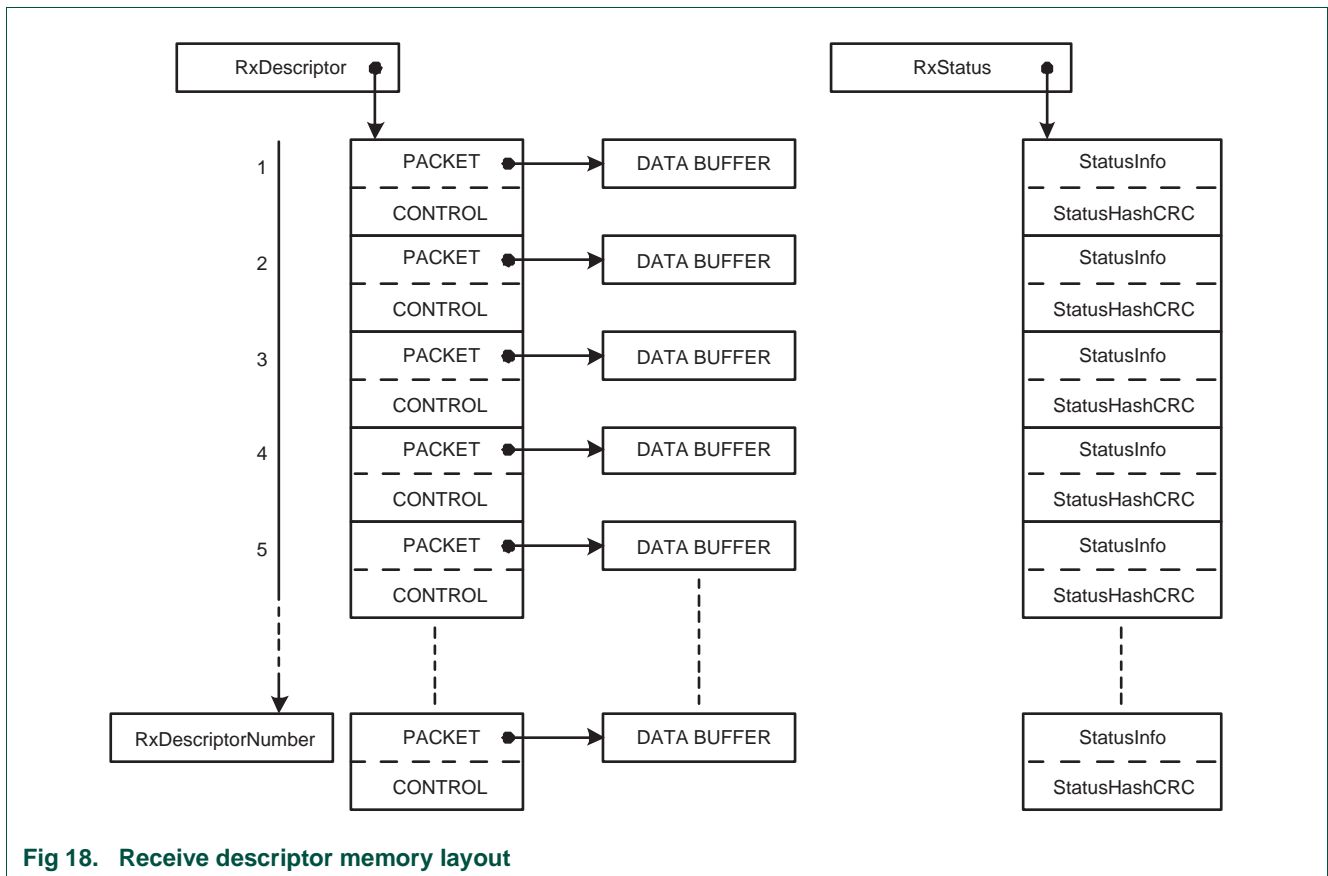 RxDescriptor
RxStatus
1
PACKET
DATA BUFFER
StatusInfo
CONTROL
StatusHashCRC
2
PACKET
DATA BUFFER
StatusInfo
CONTROL
StatusHashCRC
3
PACKET
DATA BUFFER
StatusInfo
CONTROL
StatusHashCRC
4
PACKET
DATA BUFFER
StatusInfo
CONTROL
StatusHashCRC
5
PACKET
DATA BUFFER
StatusInfo
CONTROL
StatusHashCRC
RxDescriptorNumber
PACKET
DATA BUFFER
StatusInfo
CONTROL
StatusHashCRC
Fig 18. Receive descriptor memory layout